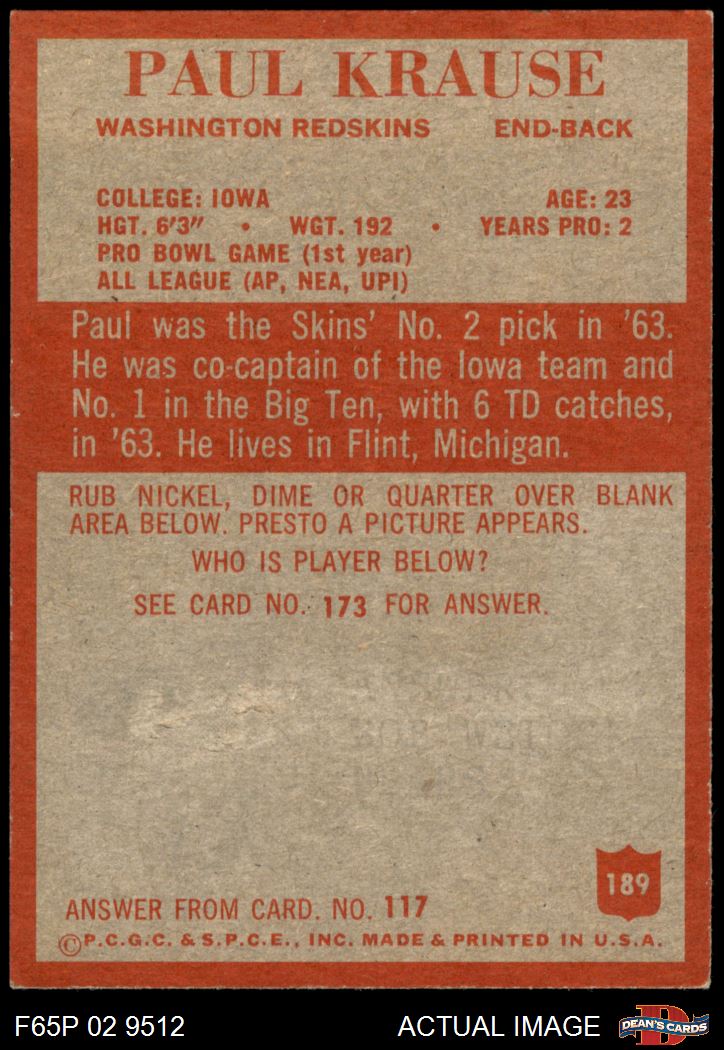 PAUL KRAUSE
WASHINGTON REDSKINS END-BACK
COLLEGE: IOWA AGE: 23
HGT. 6'3" • WGT. 192 • YEARS PRO: 2
PRO BOWL GAME (1st year)
ALL LEAGUE (AP, NEA, UPI)
Paul was the Skins' No. 2 pick in '63.
He was co-captain of the Iowa team and
No. 1 in the Big Ten, with 6 TD catches,
in '63. He lives in Flint, Michigan.
RUB NICKEL, DIME OR QUARTER OVER BLANK
AREA BELOW. PRESTO A PICTURE APPEARS.
WHO IS PLAYER BELOW?
SEE CARD NO. 173 FOR ANSWER.
189
ANSWER FROM CARD. NO. 117
©P.C.G.C. & S.P.C.E., INC. MADE & PRINTED IN U.S.A.
F65P 02 9512 ACTUAL IMAGE D DEAN'S CARDS